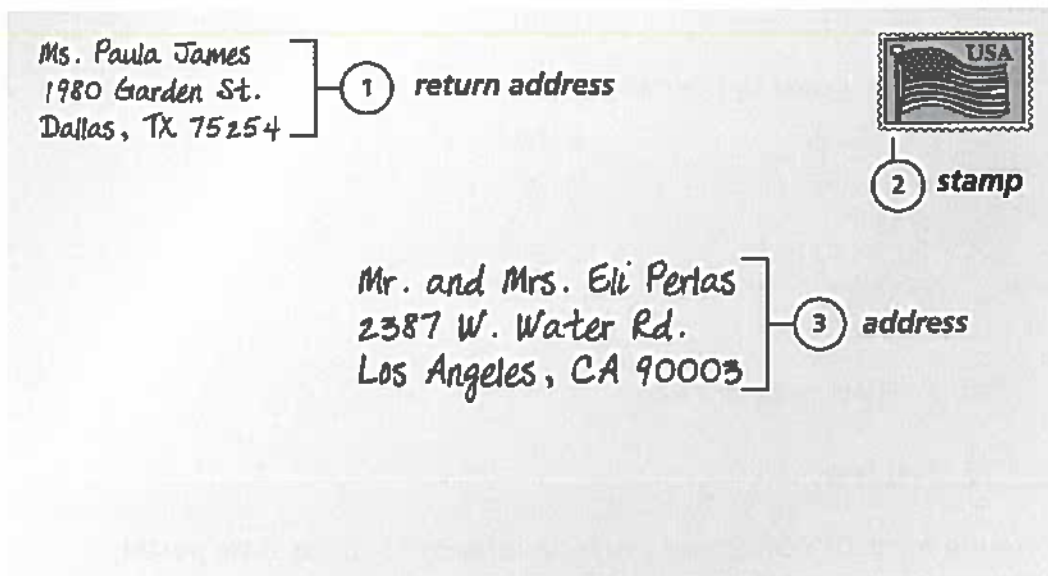 Ms. Paula James
1980 Garden St.
Dallas, TX 75254
1 return address
USA
2 stamp
Mr. and Mrs. Eli Perlas
2387 W. Water Rd.
Los Angeles, CA 90003
3 address